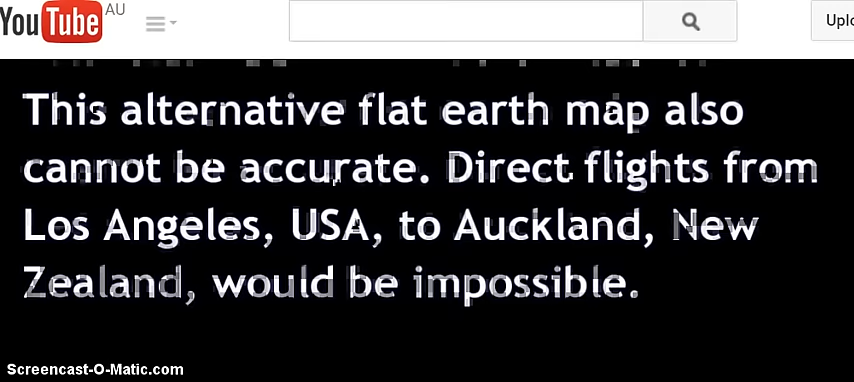 YouTube AU
Uplo
This alternative flat earth map also
cannot be accurate. Direct flights from
Los Angeles, USA, to Auckland, New
Zealand, would be impossible.
Screencast-O-Matic.com